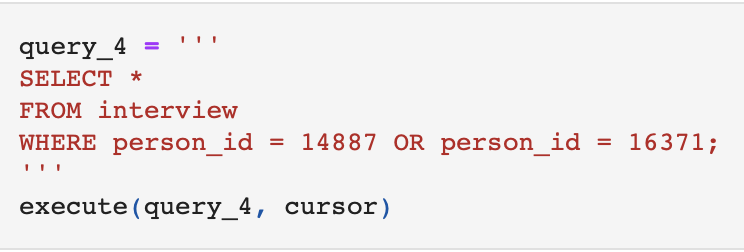 query_4 = '''
SELECT *
FROM interview
WHERE person_id = 14887 OR person_id = 16371;
'''
execute(query_4, cursor)